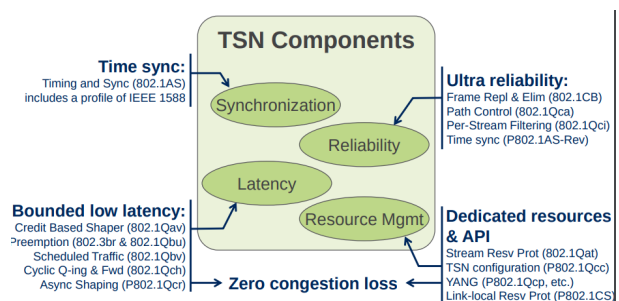 TSN Components
Time sync:
Timing and Sync (802.1AS)
includes a profile of IEEE 1588
Synchronization
Reliability
Latency
Resource Mgmt
Ultra reliability:
Frame Repl & Elim (802.1CB)
Path Control (802.1Qca)
Per-Stream Filtering (802.1Qci)
Time sync (P802.1AS-Rev)
Bounded low latency:
Credit Based Shaper (802.1Qav)
Preemption (802.3br & 802.1Qbu)
Scheduled Traffic (802.1Qbv)
Cyclic Q-ing & Fwd (802.1Qch)
Async Shaping (P802.1Qcr)
Zero congestion loss
Dedicated resources
& API
Stream Resv Prot (802.1Qat)
TSN configuration (P802.1Qcc)
YANG (P802.1Qcp, etc.)
Link-local Resv Prot (P802.1CS)